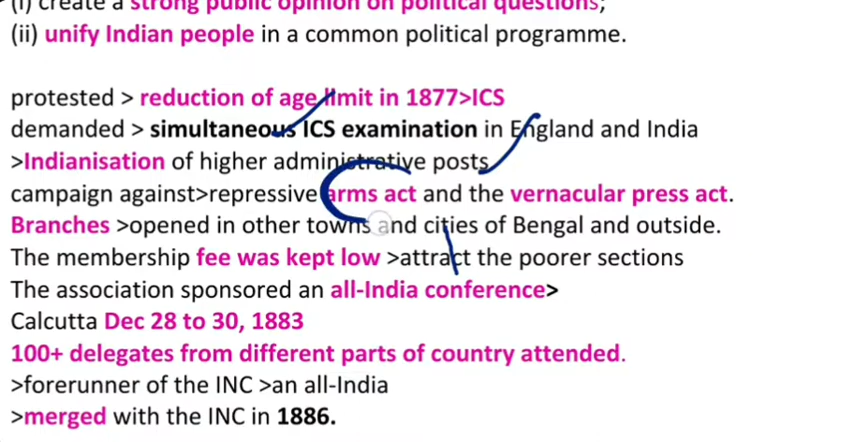 (i) create a strong public opinion on political questions;
(ii) unify Indian people in a common political programme.
protested > reduction of age limit in 1877>ICS
demanded > simultaneous ICS examination in England and India
>Indianisation of higher administrative posts
campaign against>repressive arms act and the vernacular press act.
Branches >opened in other towns and cities of Bengal and outside.
The membership fee was kept low >attract the poorer sections
The association sponsored an all-India conference>
Calcutta Dec 28 to 30, 1883
100+ delegates from different parts of country attended.
>forerunner of the INC >an all-India
>merged with the INC in 1886.